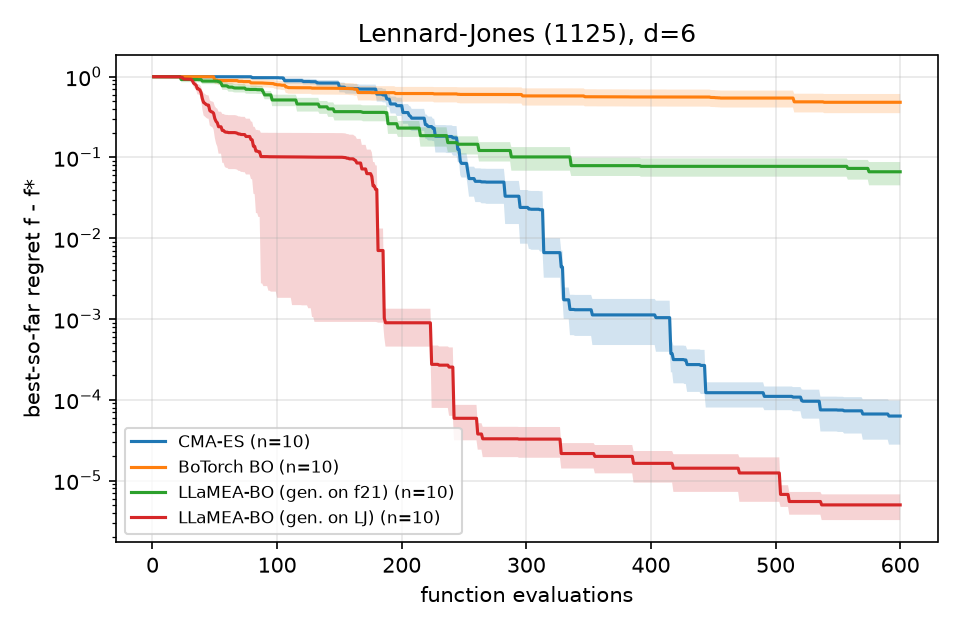 Lennard-Jones (1125), d=6
best-so-far regret f - f*
10⁰
10⁻¹
10⁻²
10⁻³
10⁻⁴
10⁻⁵
CMA-ES (n=10)
BoTorch BO (n=10)
LLaMEA-BO (gen. on f21) (n=10)
LLaMEA-BO (gen. on LJ) (n=10)
0 100 200 300 400 500 600
function evaluations